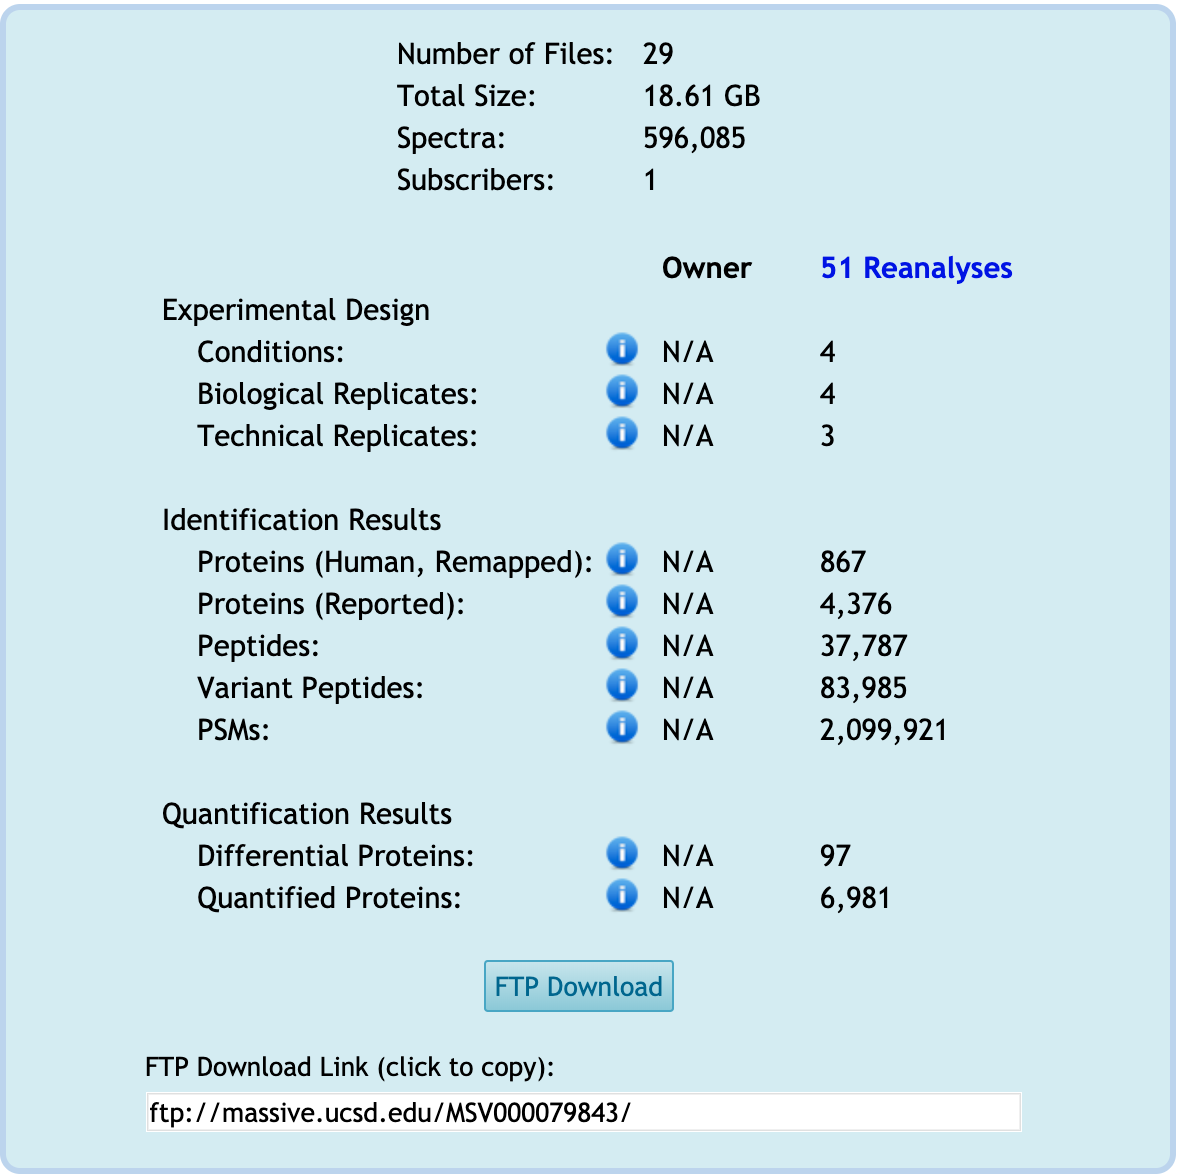 Number of Files: 29
Total Size: 18.61 GB
Spectra: 596,085
Subscribers: 1
Owner 51 Reanalyses
Experimental Design
Conditions: i N/A 4
Biological Replicates: i N/A 4
Technical Replicates: i N/A 3
Identification Results
Proteins (Human, Remapped): i N/A 867
Proteins (Reported): i N/A 4,376
Peptides: i N/A 37,787
Variant Peptides: i N/A 83,985
PSMs: i N/A 2,099,921
Quantification Results
Differential Proteins: i N/A 97
Quantified Proteins: i N/A 6,981
FTP Download
FTP Download Link (click to copy):
ftp://massive.ucsd.edu/MSV000079843/